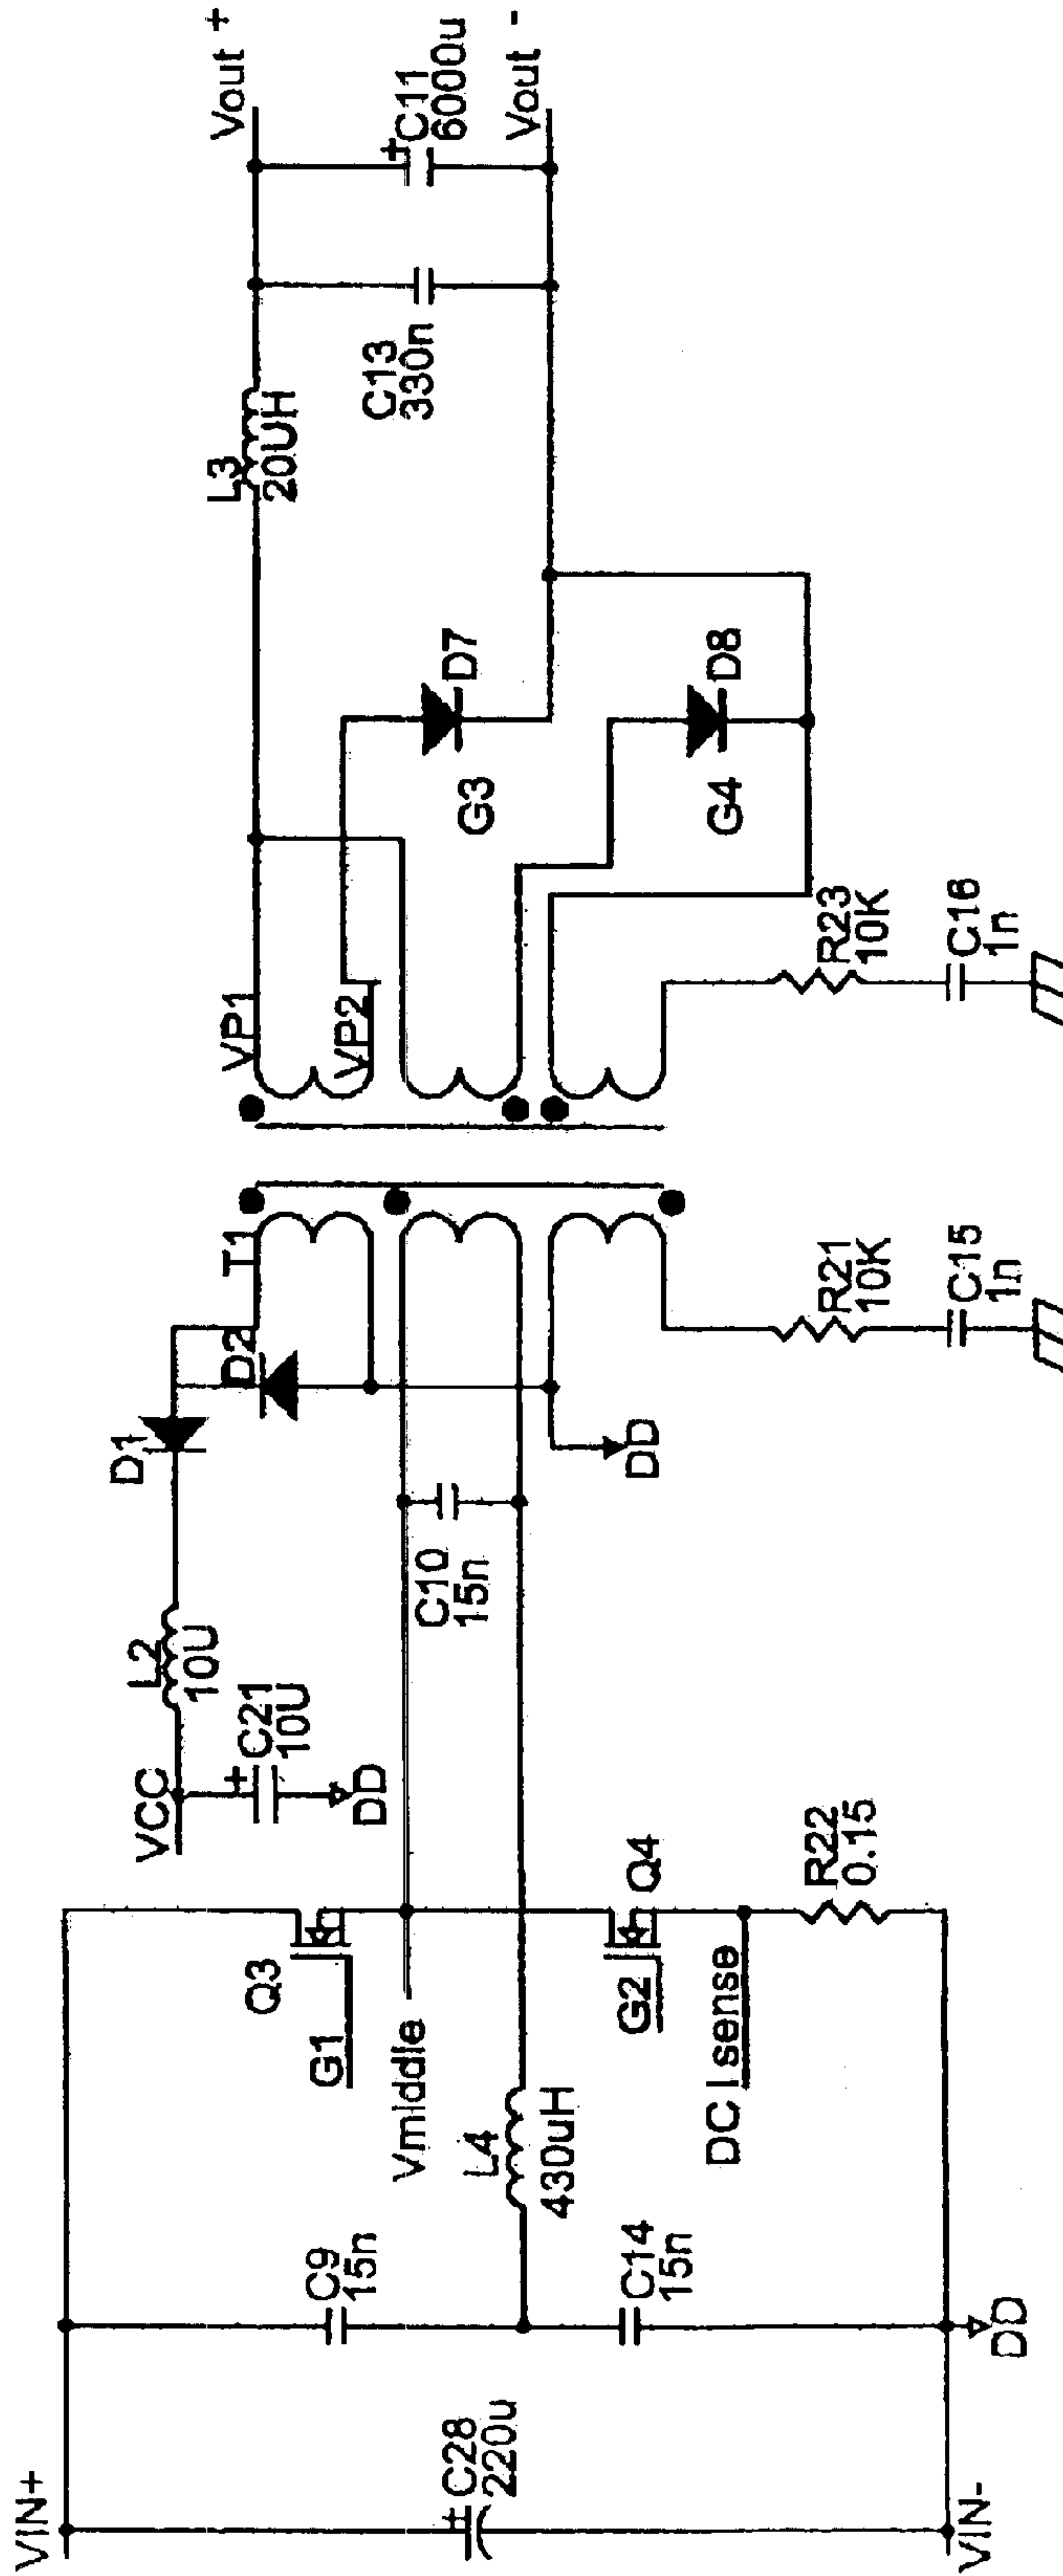 VIN+
C28
220u
VIN-
C9
15n
C14
15n
DD
L4
430uH
Vmiddle
G1
Q3
G2
Q4
DC Isense
R22
0.15
VCC
C21
10U
DD
L2
10U
D1
D2
T1
C10
15n
DD
R21
10K
C15
1n
VP1
VP2
R23
10K
C16
1n
G3
D7
G4
D8
L3
20UH
C13
330n
C11
6000u
Vout +
Vout -
+
+
+